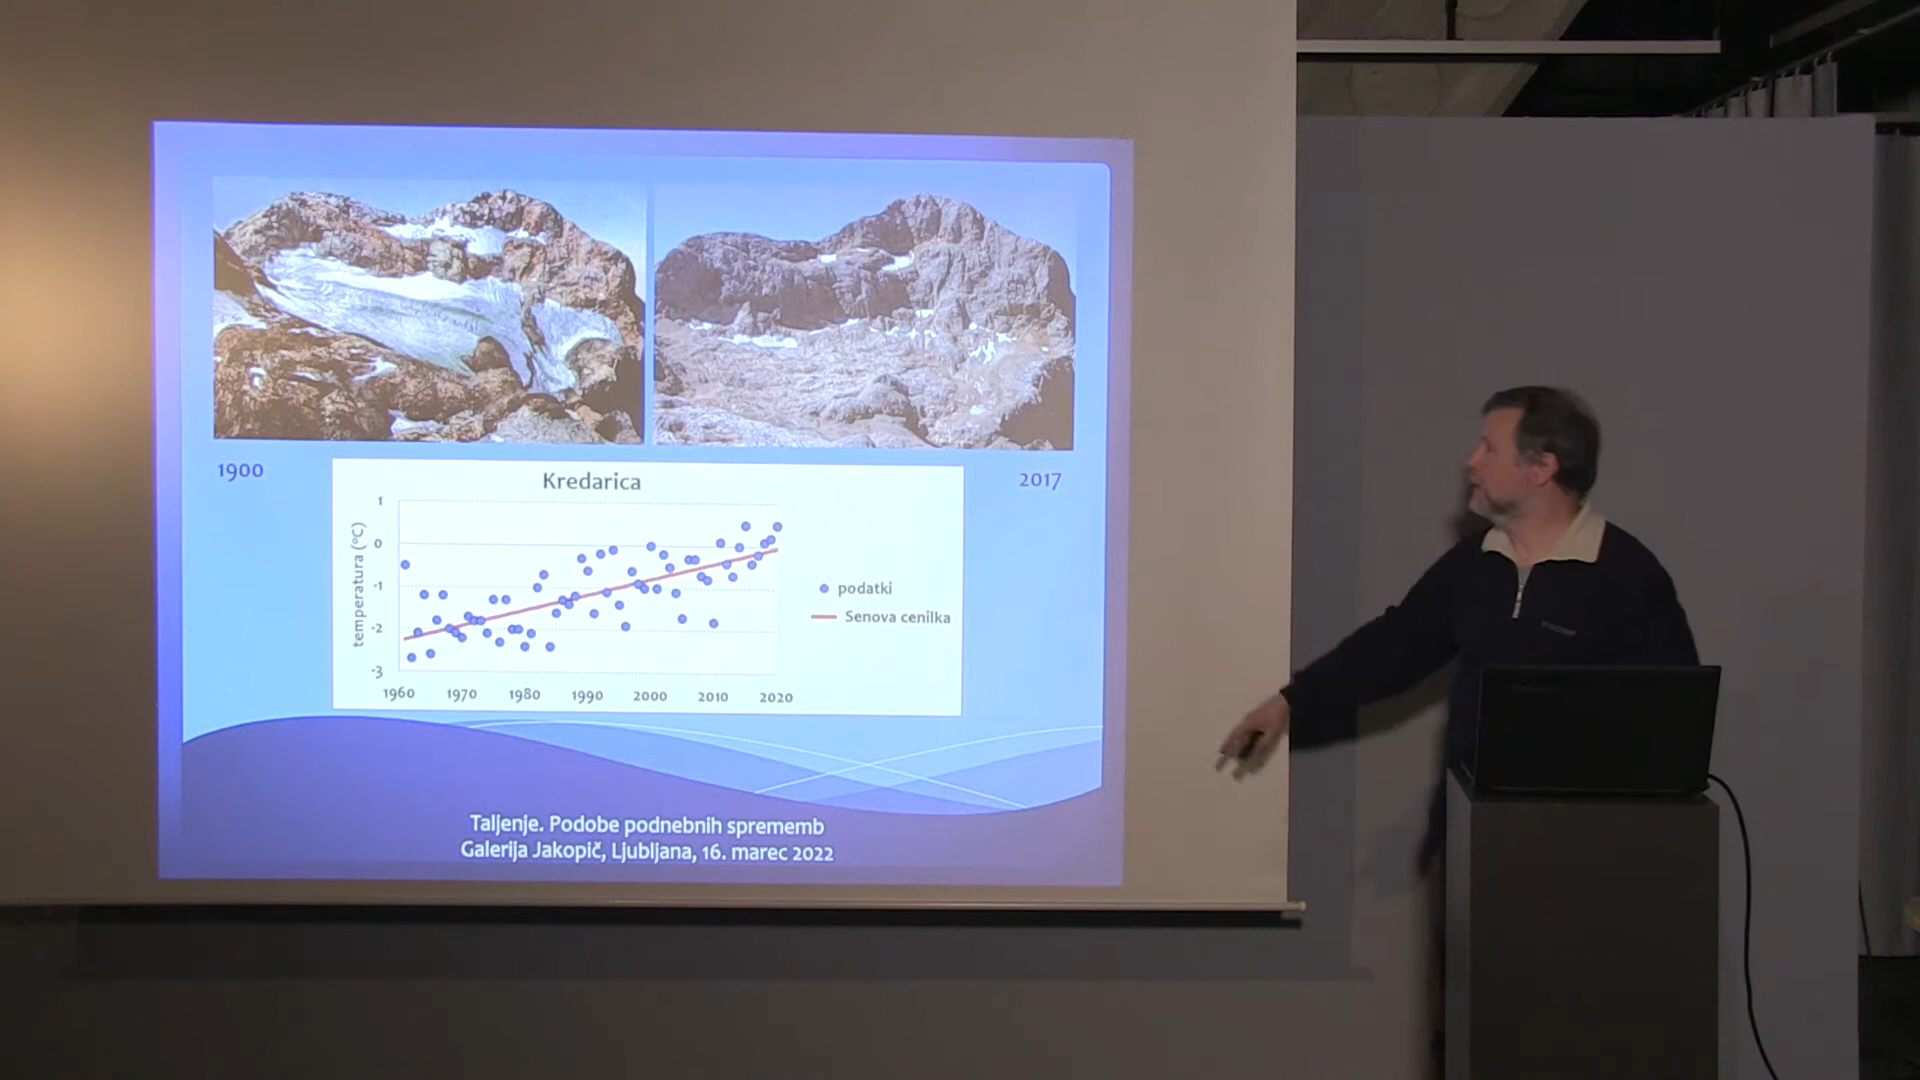 1900
2017
Kredarica
temperatura (°C)
1
0
-1
-2
-3
1960 1970 1980 1990 2000 2010 2020
podatki
Senova cenilka
Taljenje. Podobe podnebnih sprememb
Galerija Jakopič, Ljubljana, 16. marec 2022